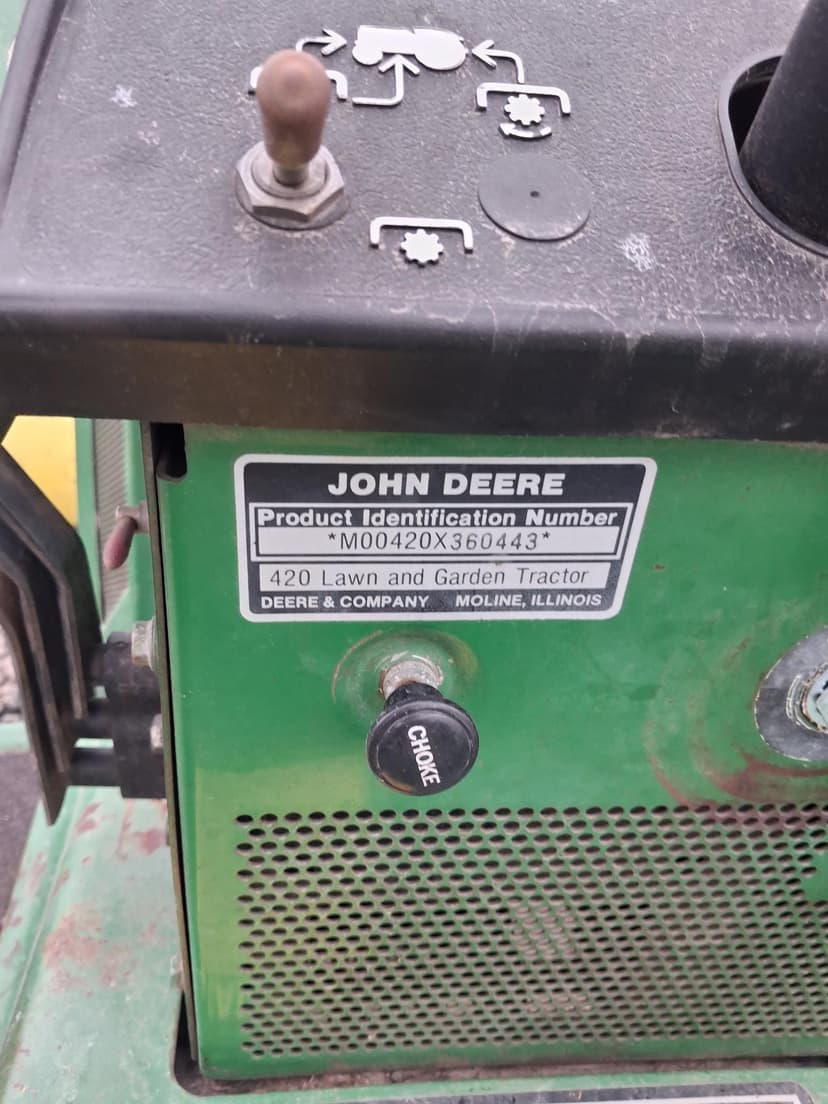 JOHN DEERE
Product Identification Number
*M00420X360443*
420 Lawn and Garden Tractor
DEERE & COMPANY MOLINE, ILLINOIS
CHOKE